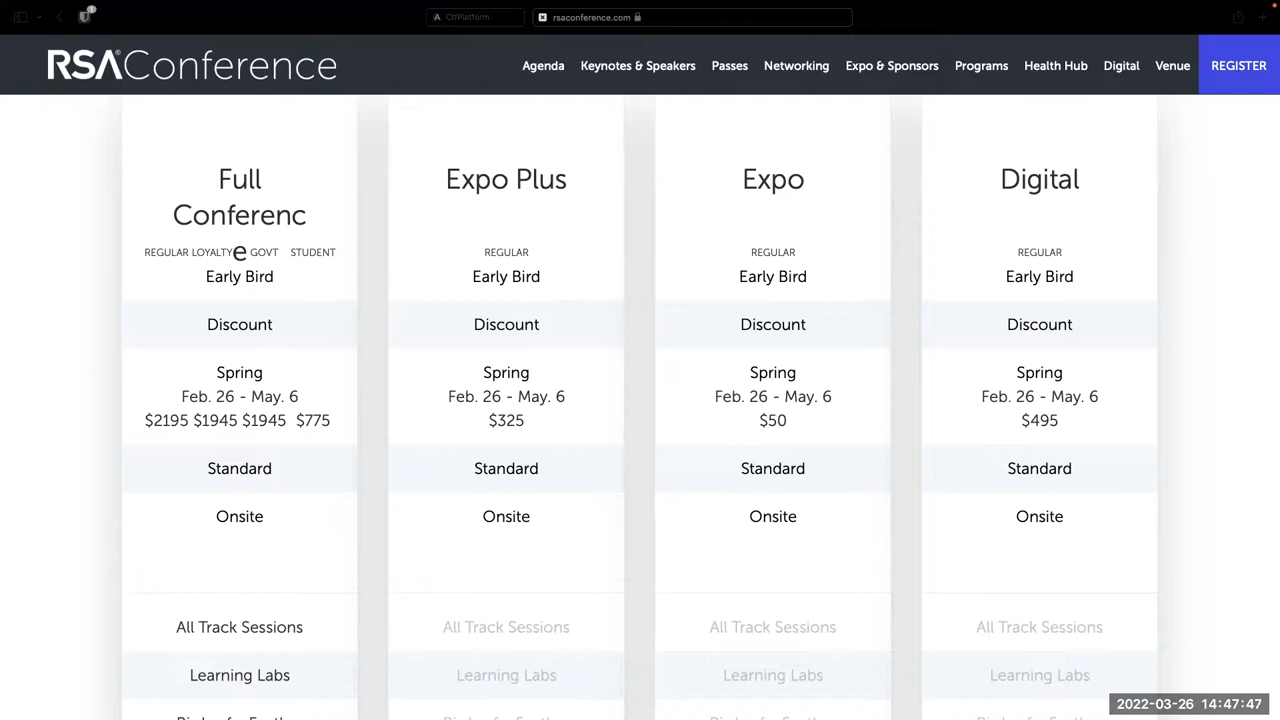 1
CtfPlatform
rsaconference.com
RSA®Conference
Agenda Keynotes & Speakers Passes Networking Expo & Sponsors Programs Health Hub Digital Venue REGISTER
Full
Conferenc
e
REGULAR LOYALTY GOVT STUDENT
Early Bird
Discount
Spring
Feb. 26 - May. 6
$2195 $1945 $1945 $775
Standard
Onsite
All Track Sessions
Learning Labs
Expo Plus
REGULAR
Early Bird
Discount
Spring
Feb. 26 - May. 6
$325
Standard
Onsite
All Track Sessions
Learning Labs
Expo
REGULAR
Early Bird
Discount
Spring
Feb. 26 - May. 6
$50
Standard
Onsite
All Track Sessions
Learning Labs
Digital
REGULAR
Early Bird
Discount
Spring
Feb. 26 - May. 6
$495
Standard
Onsite
All Track Sessions
Learning Labs
2022-03-26 14:47:47